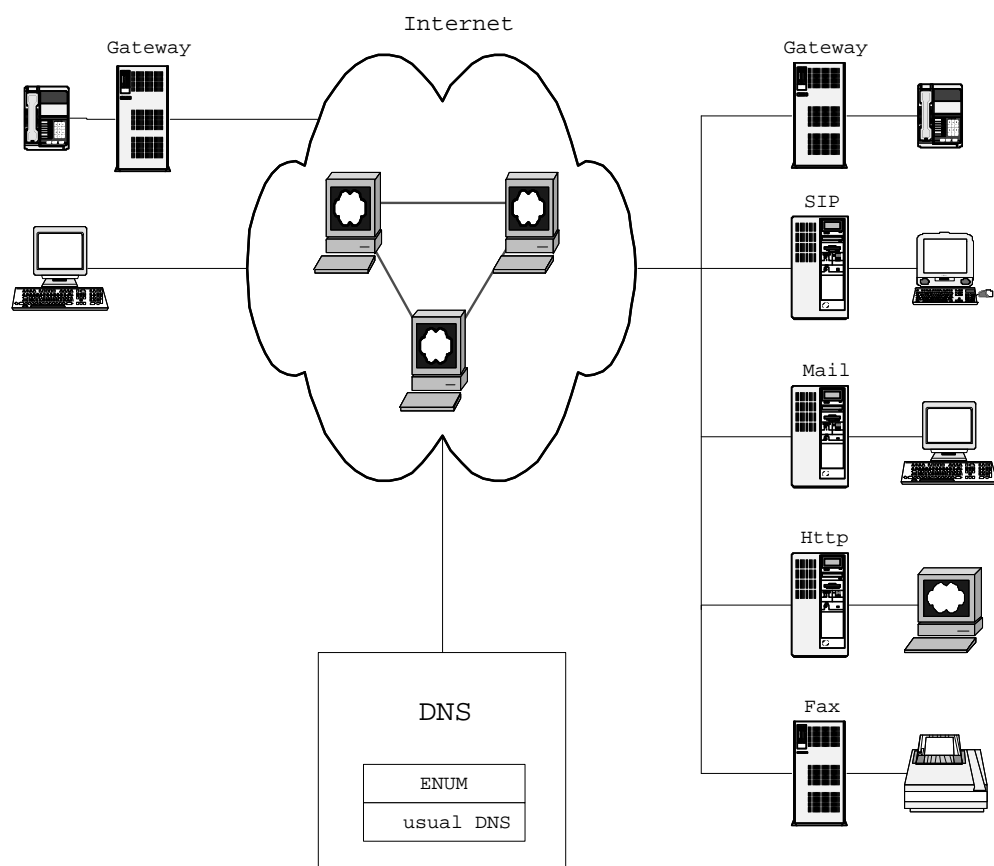 Internet
Gateway
Gateway
SIP
Mail
Http
Fax
DNS
ENUM
usual DNS